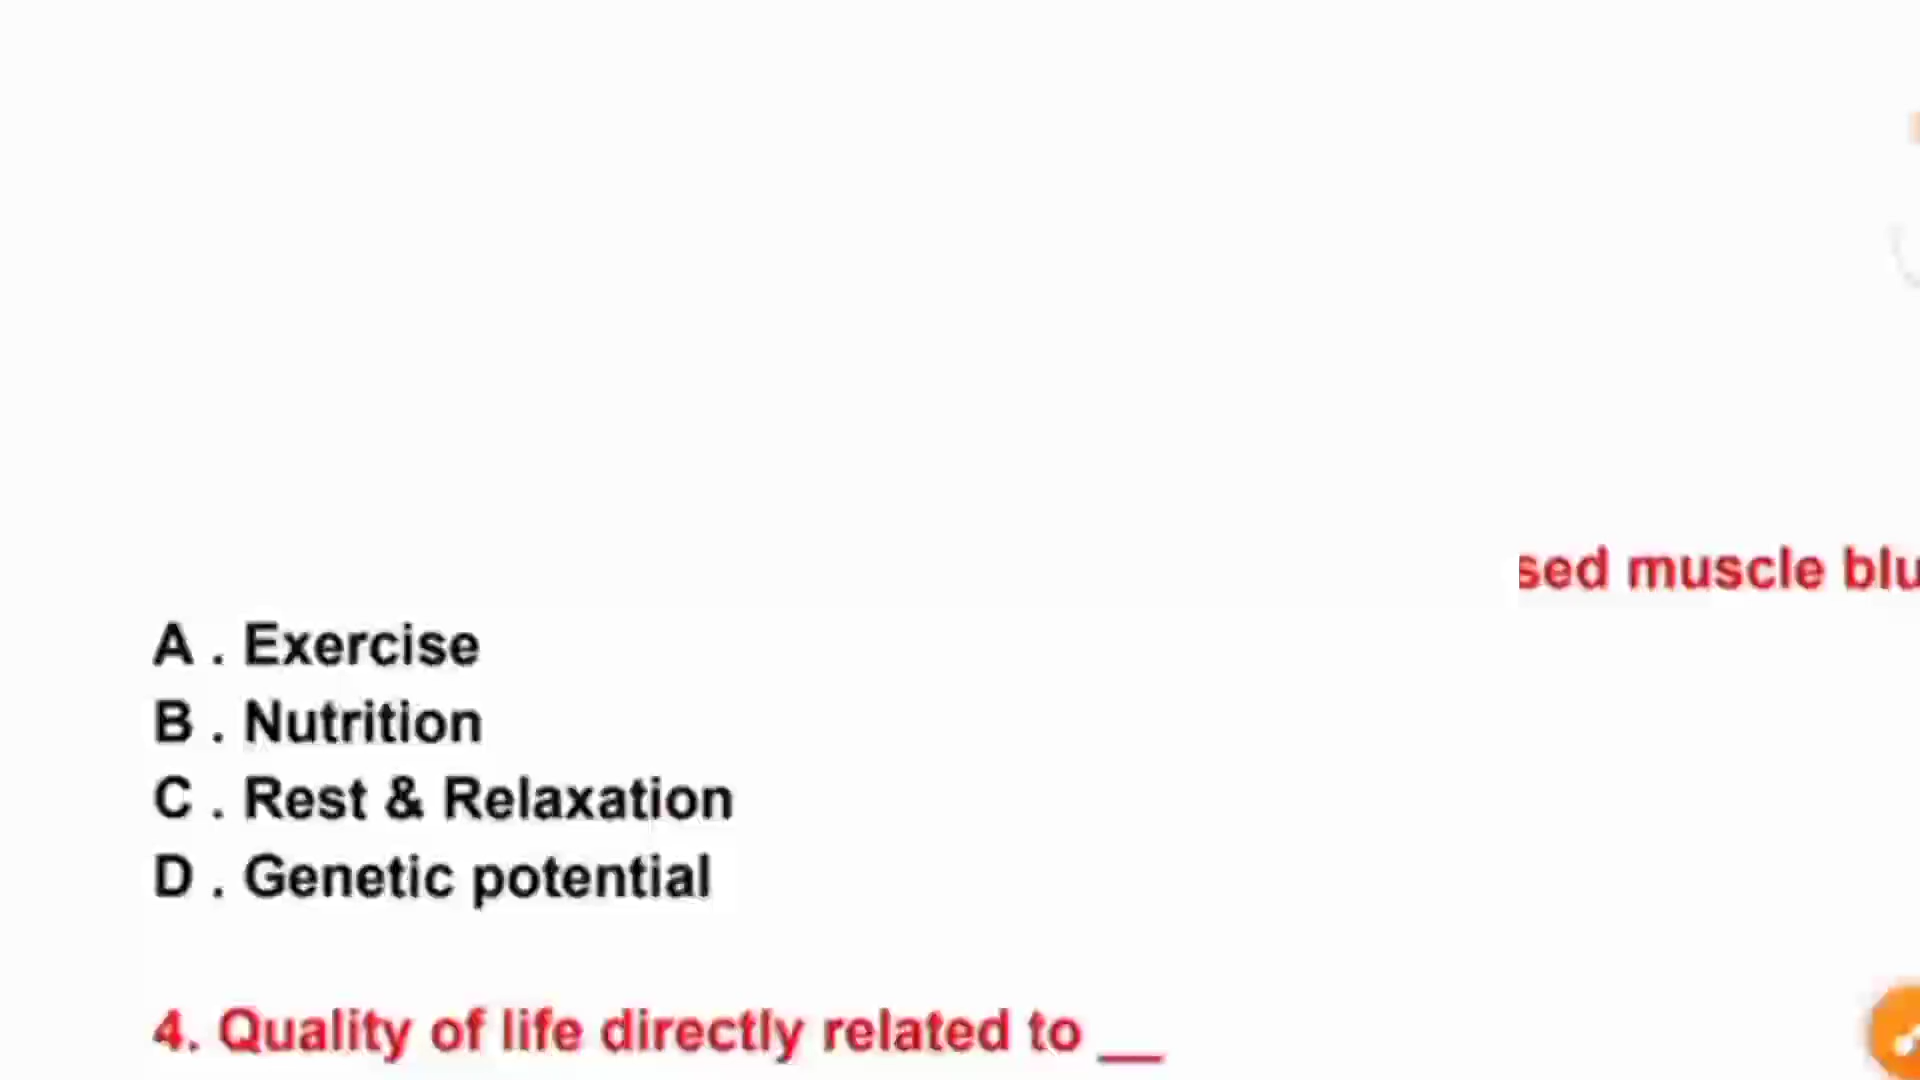 sed muscle blu
A . Exercise
B . Nutrition
C . Rest & Relaxation
D . Genetic potential
4. Quality of life directly related to __